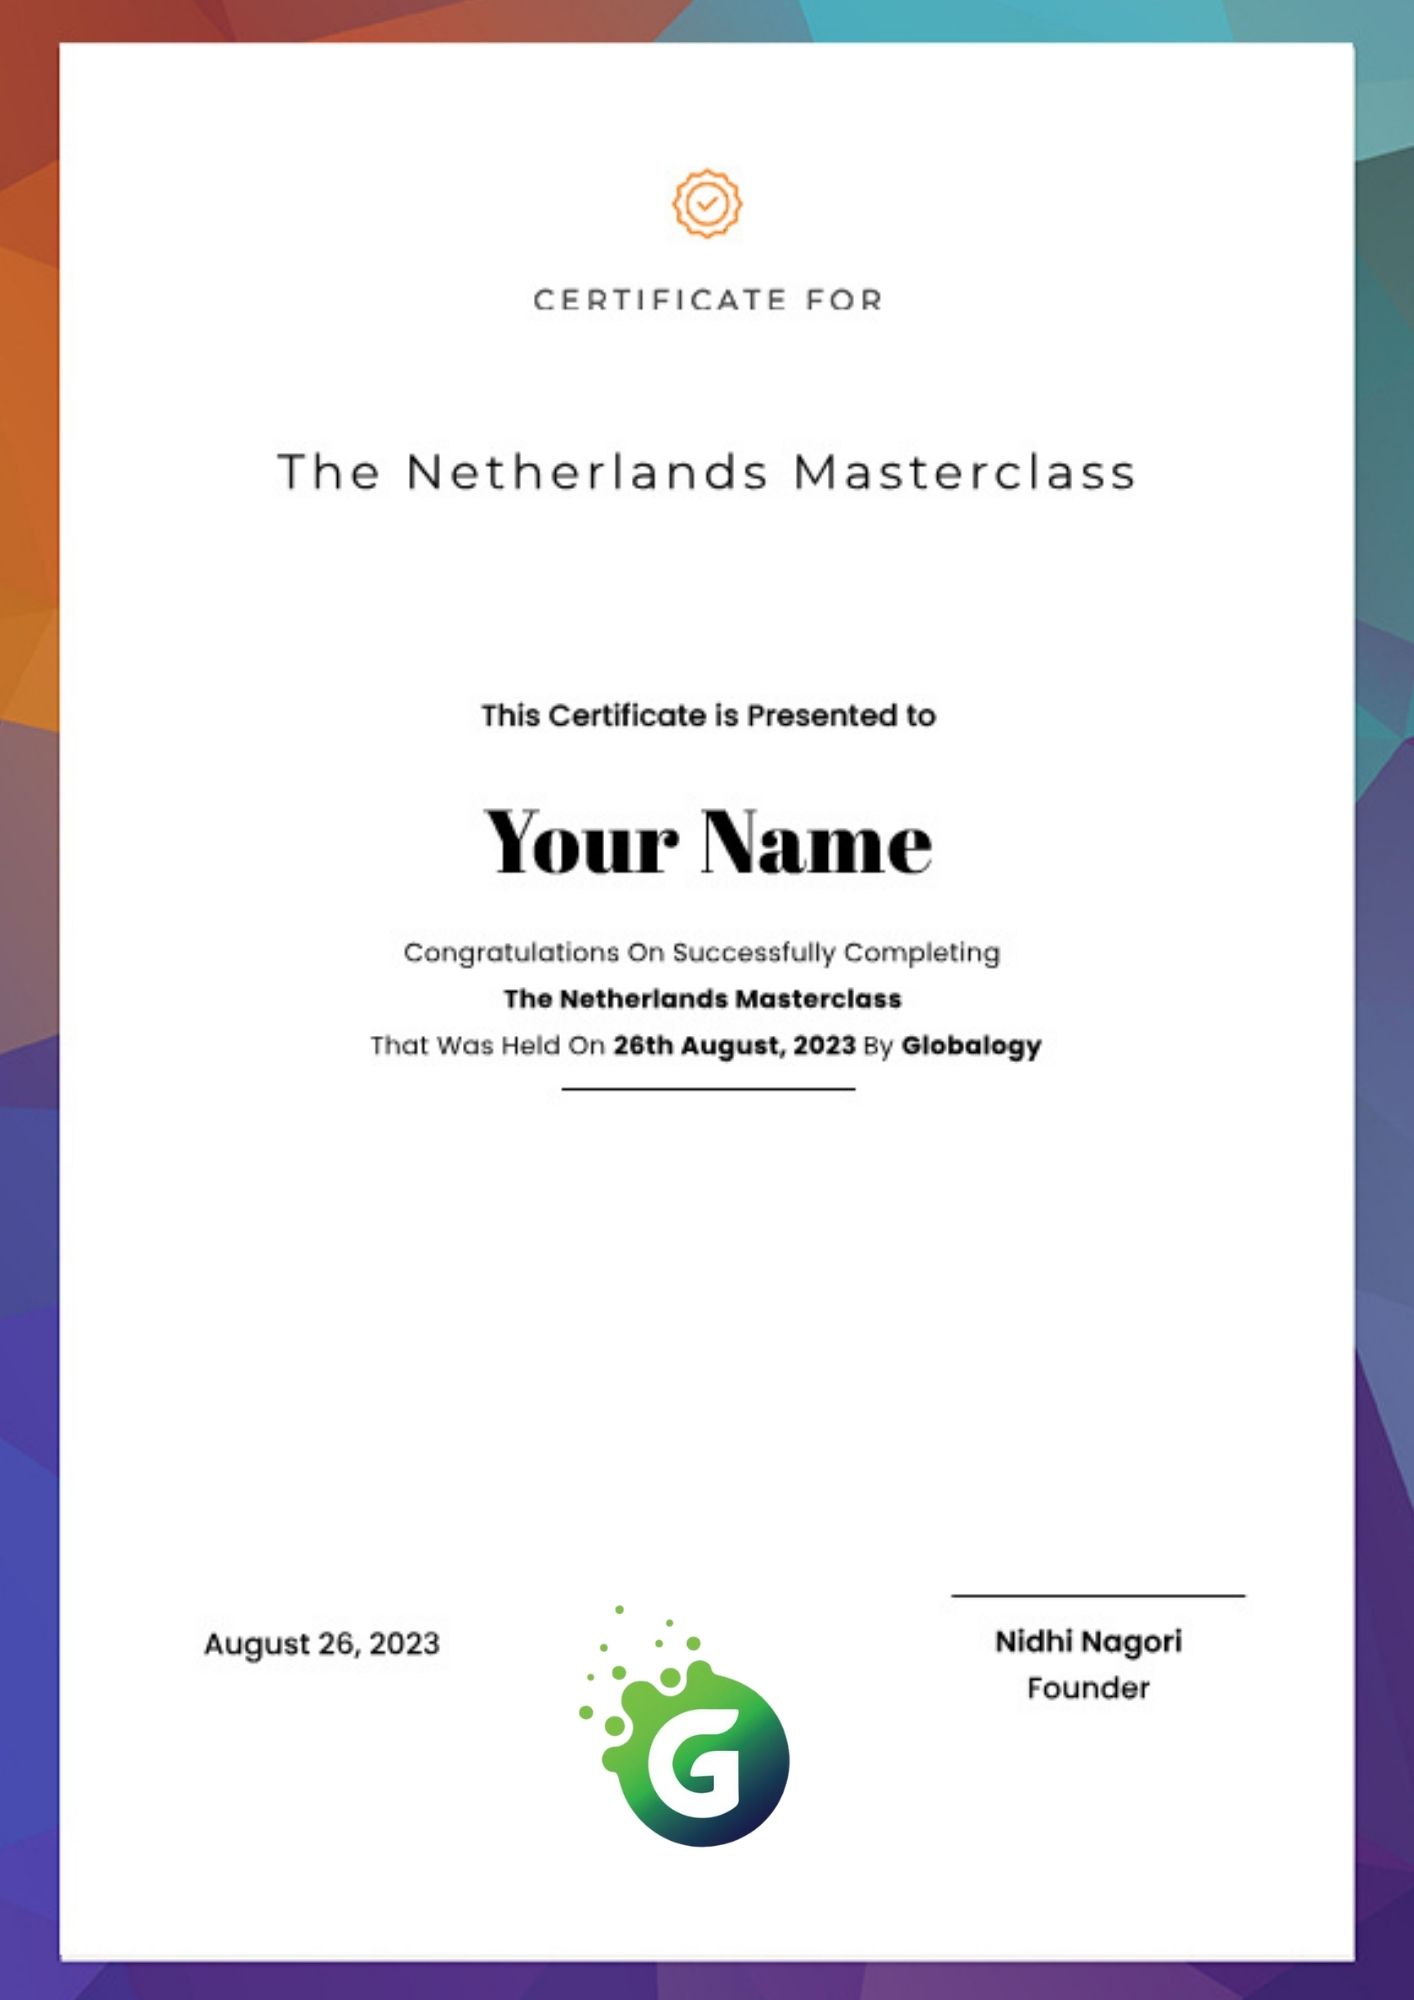 CERTIFICATE FOR
The Netherlands Masterclass
This Certificate is Presented to
Your Name
Congratulations On Successfully Completing
The Netherlands Masterclass
That Was Held On 26th August, 2023 By Globalogy
August 26, 2023
Nidhi Nagori
Founder
G